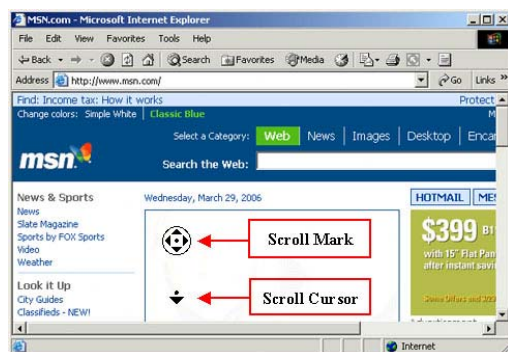 MSN.com - Microsoft Internet Explorer
File Edit View Favorites Tools Help
Back Search Favorites Media
Address http://www.msn.com/ Go Links »
Find: Income tax: How it works Protect
Change colors: Simple White | Classic Blue M
Select a Category: Web News | Images | Desktop | Encar
msn
Search the Web:
News & Sports
News
Slate Magazine
Sports by FOX Sports
Video
Weather
Look it Up
City Guides
Classifieds - NEW!
Wednesday, March 29, 2006
Scroll Mark
Scroll Cursor
HOTMAIL MES
$399
with 15" Flat Pan
after instant savi
Internet